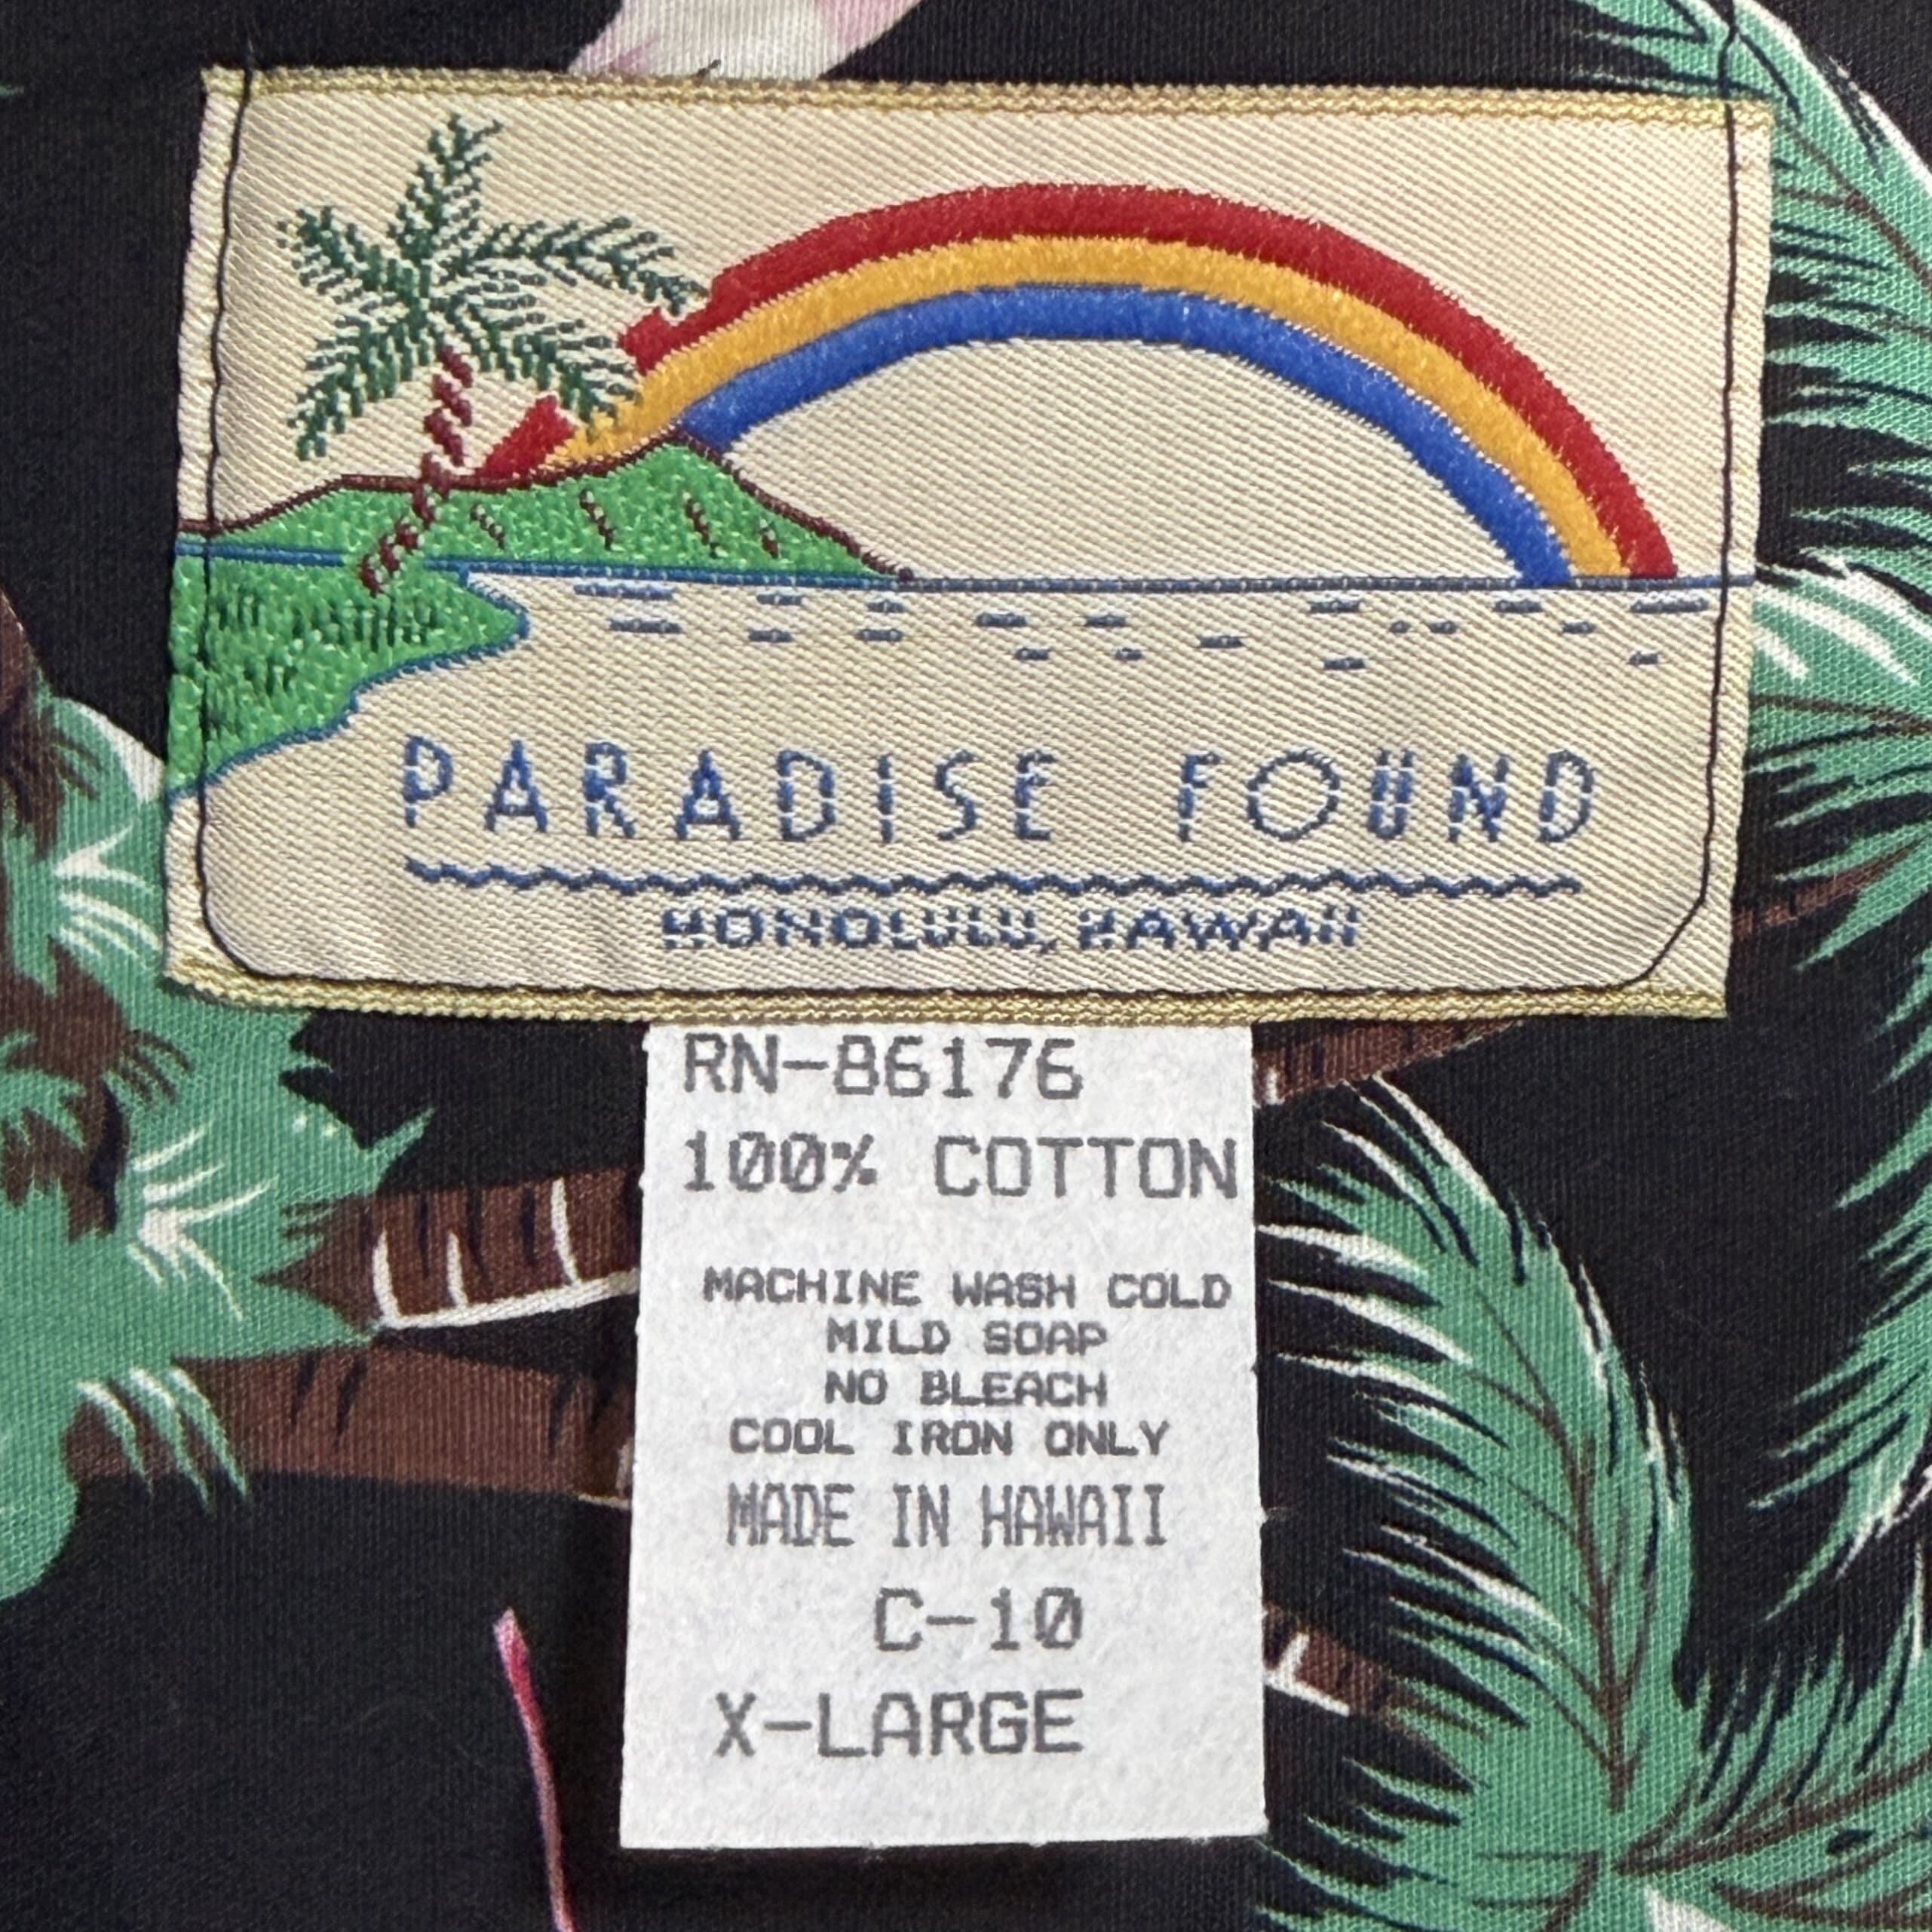 PARADISE FOUND
HONOLULU, HAWAII
RN-86176
100% COTTON
MACHINE WASH COLD
MILD SOAP
NO BLEACH
COOL IRON ONLY
MADE IN HAWAII
C-10
X-LARGE